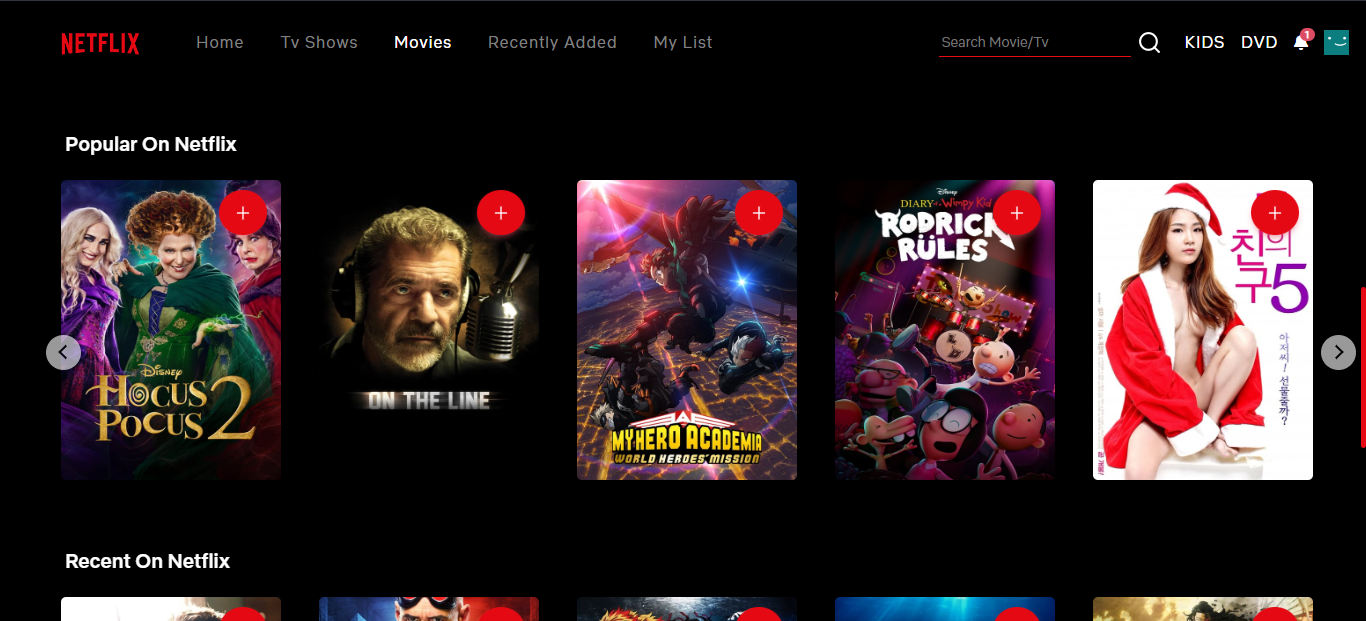 NETFLIX Home Tv Shows Movies Recently Added My List Search Movie/Tv KIDS DVD 1
Popular On Netflix
Disney
HOCUS
POCUS 2
ON THE LINE
MY HERO ACADEMIA
WORLD HEROES' MISSION
Disney
DIARY of a Wimpy Kid
RODRICK
RULES
Show
친구의
5
아저씨! 선물줄까?
Recent On Netflix